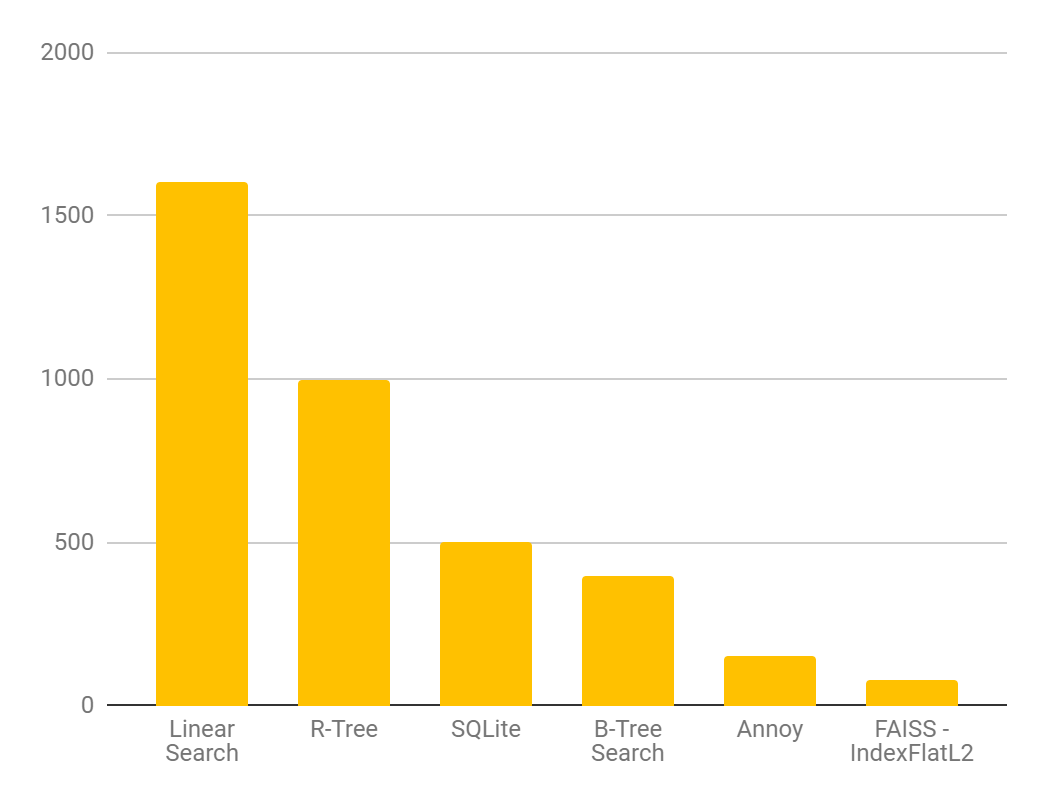 2000
1500
1000
500
0
Linear
Search
R-Tree
SQLite
B-Tree
Search
Annoy
FAISS -
IndexFlatL2